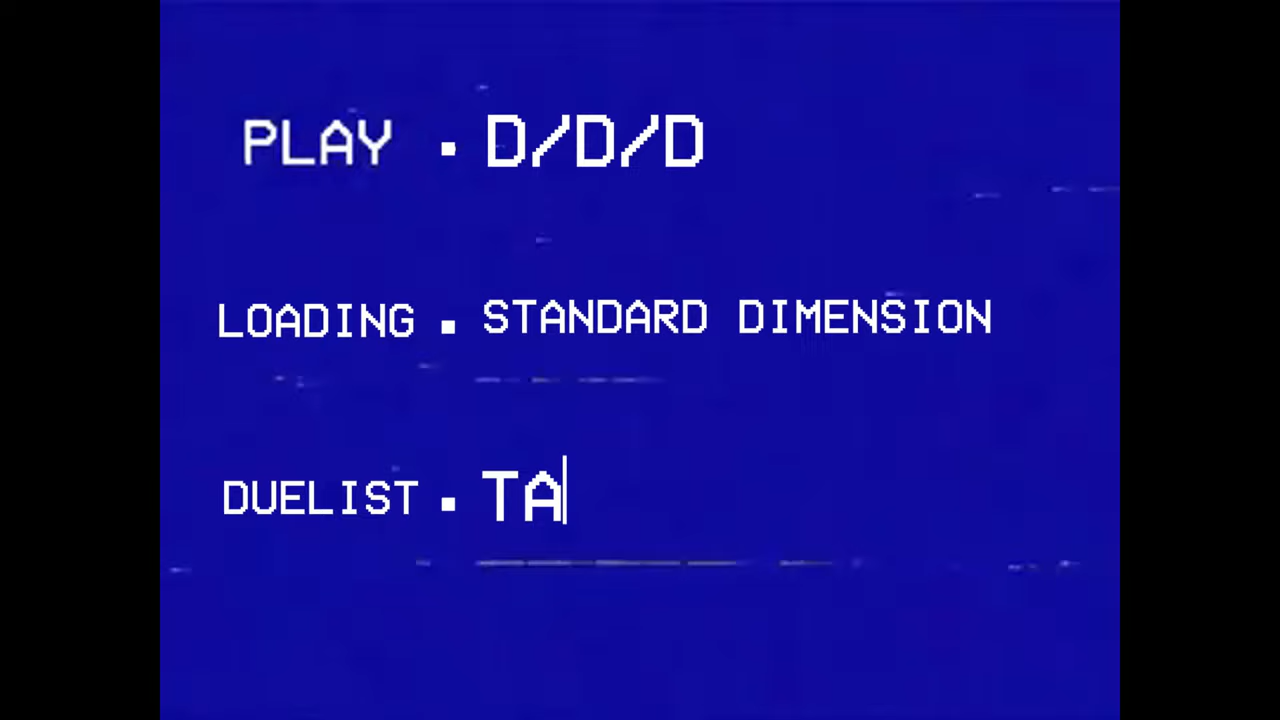 PLAY . D/D/D
LOADING . STANDARD DIMENSION
DUELIST . TA